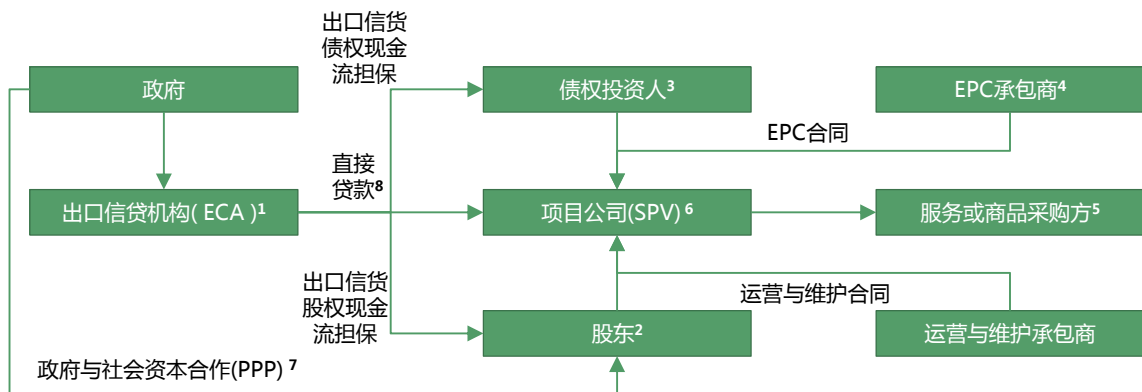 出口信货
债权现金
流担保
政府
债权投资人³
EPC承包商⁴
EPC合同
直接
贷款⁸
出口信贷机构( ECA )¹
项目公司(SPV) ⁶
服务或商品采购方⁵
出口信货
股权现金
流担保
运营与维护合同
股东²
运营与维护承包商
政府与社会资本合作(PPP) ⁷